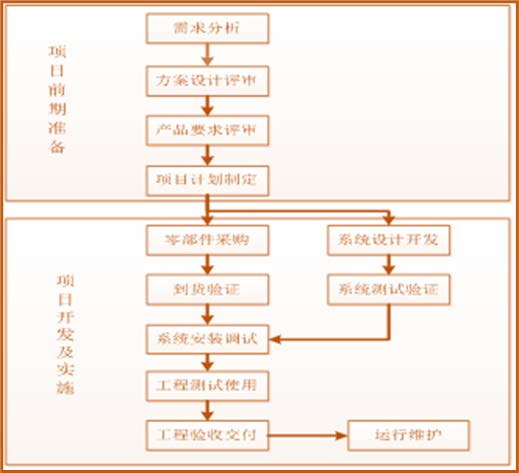 项目前期准备
需求分析
方案设计评审
产品要求评审
项目计划制定
项目开发及实施
零部件采购
系统设计开发
到货验证
系统测试验证
系统安装调试
工程测试使用
工程验收交付
运行维护